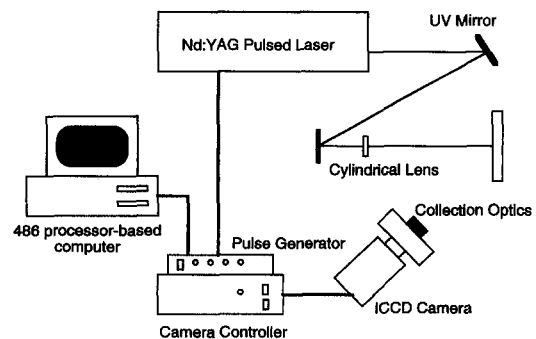 UV Mirror
Nd:YAG Pulsed Laser
Cylindrical Lens
Collection Optics
486 processor-based
computer
Pulse Generator
ICCD Camera
Camera Controller